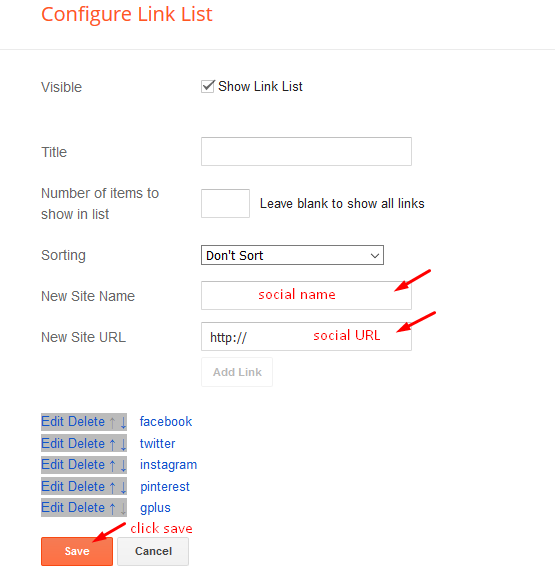 Configure Link List
Visible
Show Link List
Title
Number of items to
show in list
Leave blank to show all links
Sorting
Don't Sort
New Site Name
social name
New Site URL
http://
social URL
Add Link
Edit Delete ↑ ↓ facebook
Edit Delete ↑ ↓ twitter
Edit Delete ↑ ↓ instagram
Edit Delete ↑ ↓ pinterest
Edit Delete ↑ ↓ gplus
click save
Save
Cancel